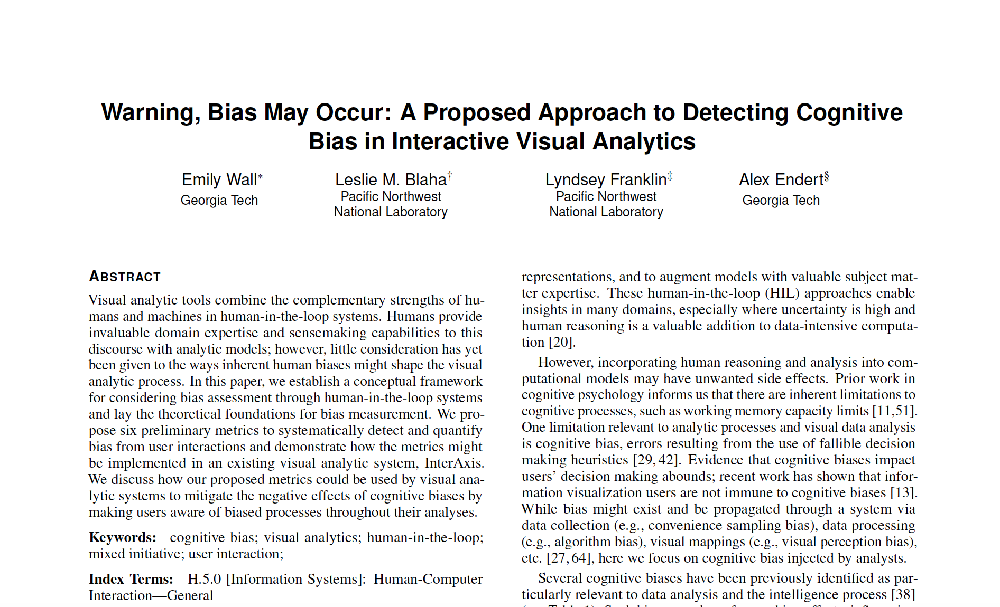 Warning, Bias May Occur: A Proposed Approach to Detecting Cognitive
Bias in Interactive Visual Analytics
Emily Wall*
Georgia Tech
Leslie M. Blaha†
Pacific Northwest
National Laboratory
Lyndsey Franklin‡
Pacific Northwest
National Laboratory
Alex Endert§
Georgia Tech
ABSTRACT
Visual analytic tools combine the complementary strengths of hu-
mans and machines in human-in-the-loop systems. Humans provide
invaluable domain expertise and sensemaking capabilities to this
discourse with analytic models; however, little consideration has yet
been given to the ways inherent human biases might shape the visual
analytic process. In this paper, we establish a conceptual framework
for considering bias assessment through human-in-the-loop systems
and lay the theoretical foundations for bias measurement. We pro-
pose six preliminary metrics to systematically detect and quantify
bias from user interactions and demonstrate how the metrics might
be implemented in an existing visual analytic system, InterAxis.
We discuss how our proposed metrics could be used by visual ana-
lytic systems to mitigate the negative effects of cognitive biases by
making users aware of biased processes throughout their analyses.
Keywords: cognitive bias; visual analytics; human-in-the-loop;
mixed initiative; user interaction;
Index Terms: H.5.0 [Information Systems]: Human-Computer
Interaction—General
representations, and to augment models with valuable subject mat-
ter expertise. These human-in-the-loop (HIL) approaches enable
insights in many domains, especially where uncertainty is high and
human reasoning is a valuable addition to data-intensive computa-
tion [20].
However, incorporating human reasoning and analysis into com-
putational models may have unwanted side effects. Prior work in
cognitive psychology informs us that there are inherent limitations to
cognitive processes, such as working memory capacity limits [11,51].
One limitation relevant to analytic processes and visual data analysis
is cognitive bias, errors resulting from the use of fallible decision
making heuristics [29,42]. Evidence that cognitive biases impact
users' decision making abounds; recent work has shown that infor-
mation visualization users are not immune to cognitive biases [13].
While bias might exist and be propagated through a system via
data collection (e.g., convenience sampling bias), data processing
(e.g., algorithm bias), visual mappings (e.g., visual perception bias),
etc. [27,64], here we focus on cognitive bias injected by analysts.
Several cognitive biases have been previously identified as par-
ticularly relevant to data analysis and the intelligence process [38]